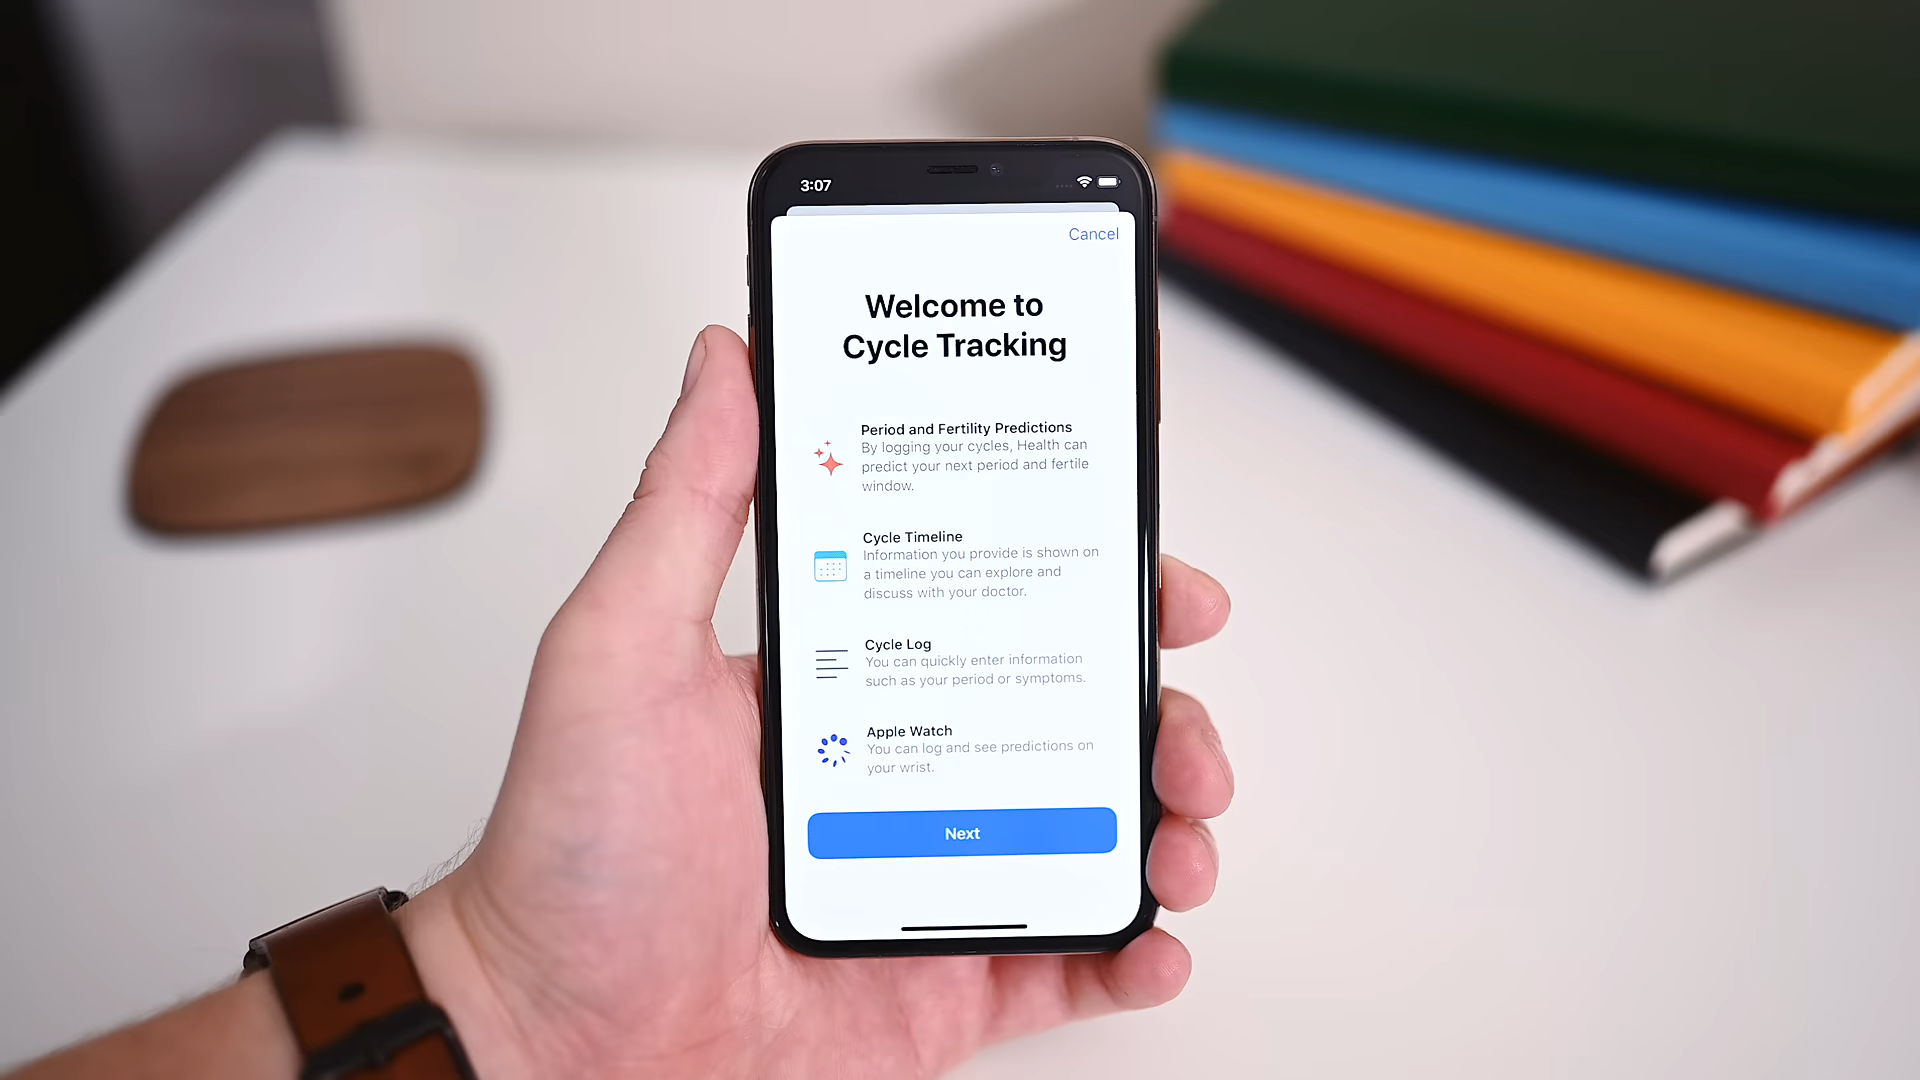 3:07
Cancel
Welcome to
Cycle Tracking
Period and Fertility Predictions
By logging your cycles, Health can
predict your next period and fertile
window.
Cycle Timeline
Information you provide is shown on
a timeline you can explore and
discuss with your doctor.
Cycle Log
You can quickly enter information
such as your period or symptoms.
Apple Watch
You can log and see predictions on
your wrist.
Next